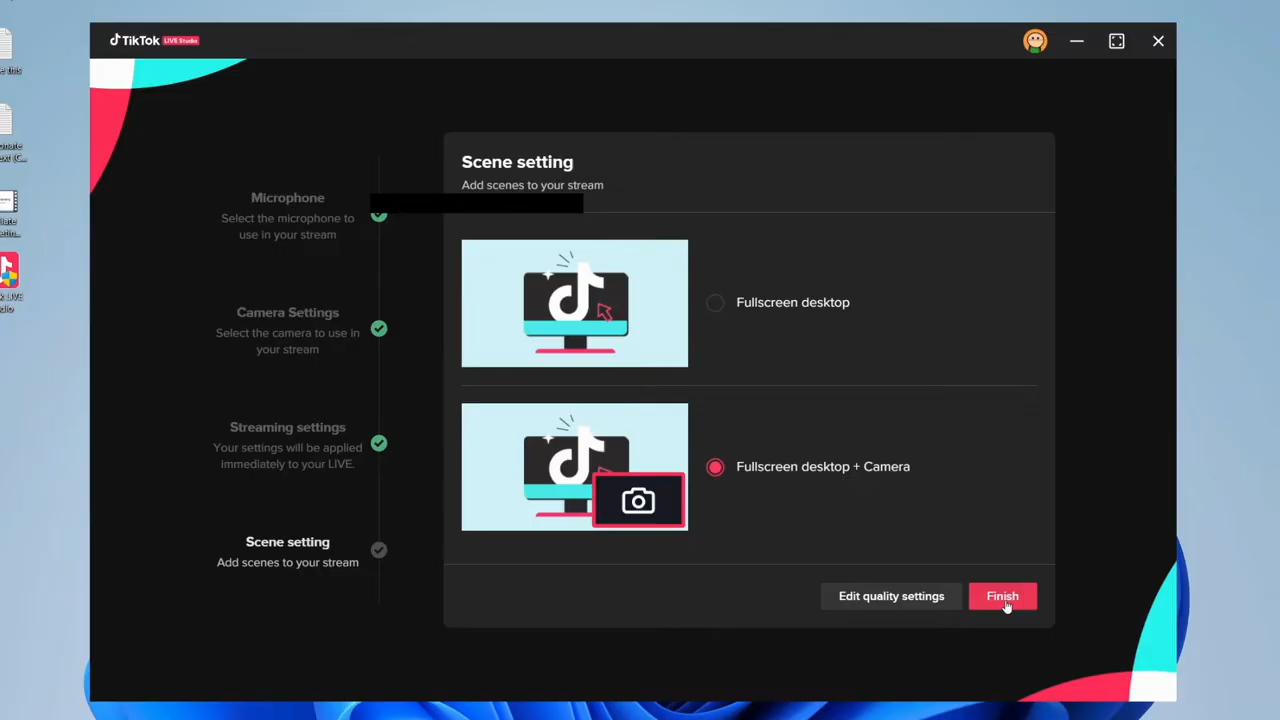 TikTok LIVE Studio
Scene setting
Add scenes to your stream
Microphone
Select the microphone to
use in your stream
Camera Settings
Select the camera to use in
your stream
Streaming settings
Your settings will be applied
immediately to your LIVE.
Scene setting
Add scenes to your stream
Fullscreen desktop
Fullscreen desktop + Camera
Edit quality settings
Finish